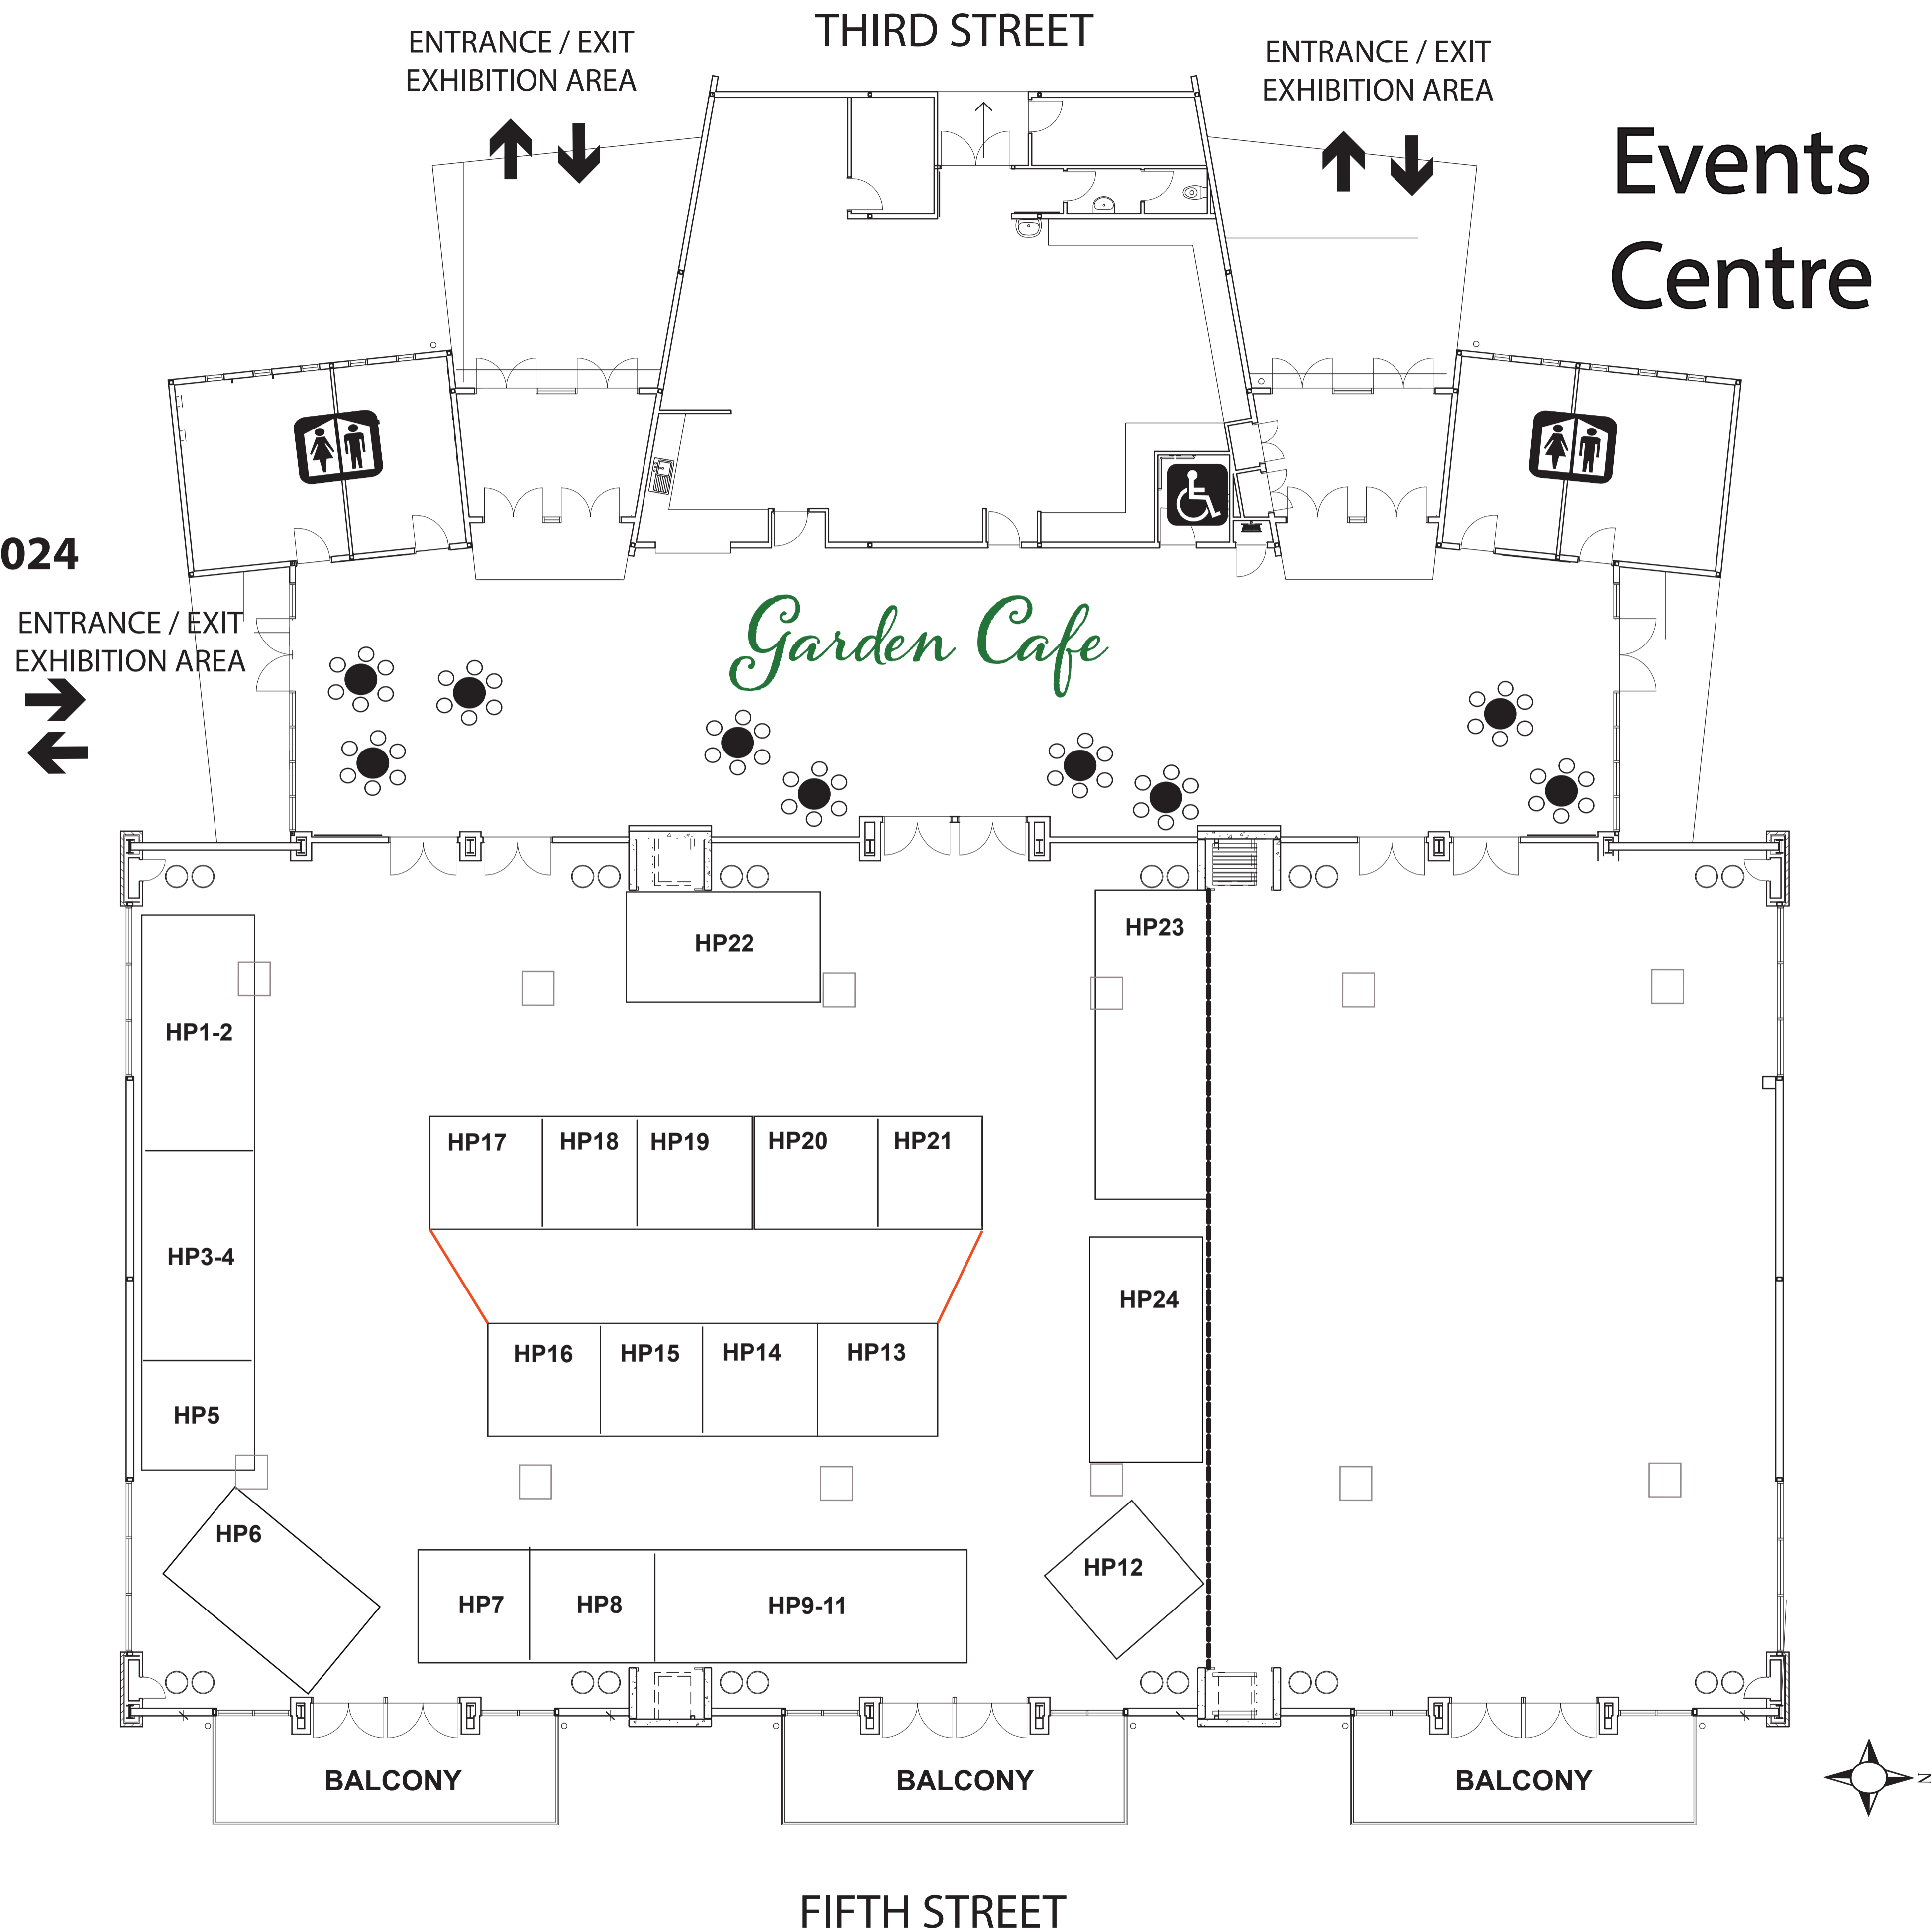 THIRD STREET
ENTRANCE / EXIT
EXHIBITION AREA
ENTRANCE / EXIT
EXHIBITION AREA
Events
Centre
024
ENTRANCE / EXIT
EXHIBITION AREA
Garden Cafe
HP22
HP23
HP1-2
HP17
HP18
HP19
HP20
HP21
HP3-4
HP24
HP16
HP15
HP14
HP13
HP5
HP6
HP12
HP7
HP8
HP9-11
BALCONY
BALCONY
BALCONY
N
FIFTH STREET